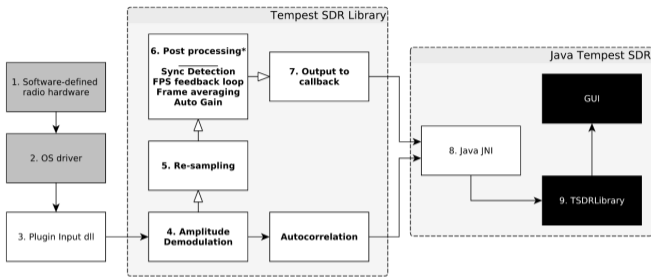 Tempest SDR Library
Java Tempest SDR
1. Software-defined
radio hardware
2. OS driver
3. Plugin Input dll
6. Post processing*
Sync Detection
FPS feedback loop
Frame averaging
Auto Gain
5. Re-sampling
4. Amplitude
Demodulation
7. Output to
callback
Autocorrelation
8. Java JNI
GUI
9. TSDRLibrary